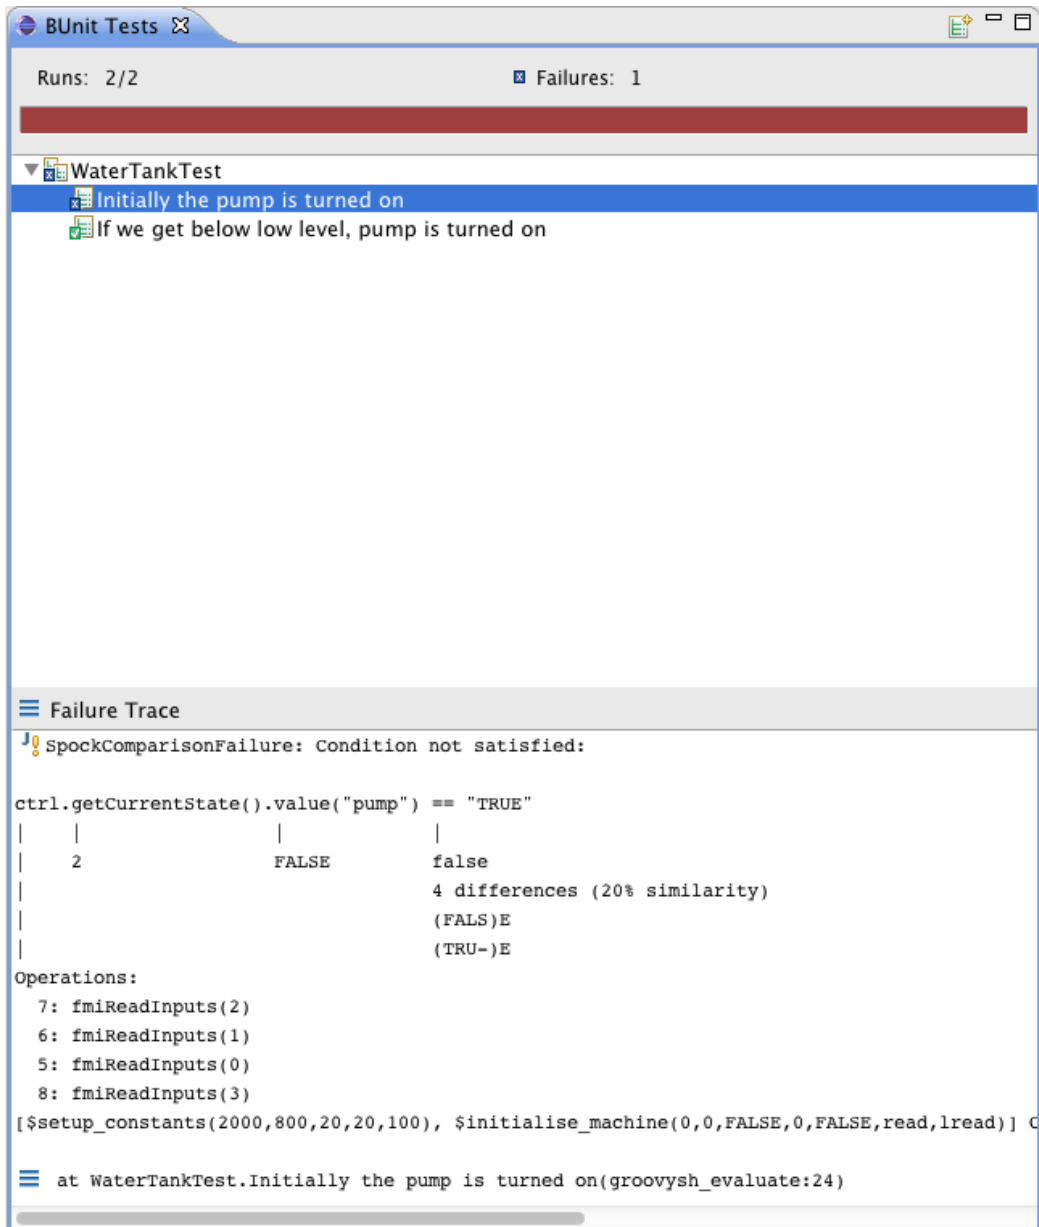 BUnit Tests
Runs: 2/2 Failures: 1
WaterTankTest
Initially the pump is turned on
If we get below low level, pump is turned on
Failure Trace
SpockComparisonFailure: Condition not satisfied:
ctrl.getCurrentState().value("pump") == "TRUE"
|    |                 |             |
|    2                 FALSE         false
|                                    4 differences (20% similarity)
|                                    (FALS)E
|                                    (TRU-)E
Operations:
7: fmiReadInputs(2)
6: fmiReadInputs(1)
5: fmiReadInputs(0)
8: fmiReadInputs(3)
[$setup_constants(2000,800,20,20,100), $initialise_machine(0,0,FALSE,0,FALSE,read,lread)]
at WaterTankTest.Initially the pump is turned on(groovysh_evaluate:24)